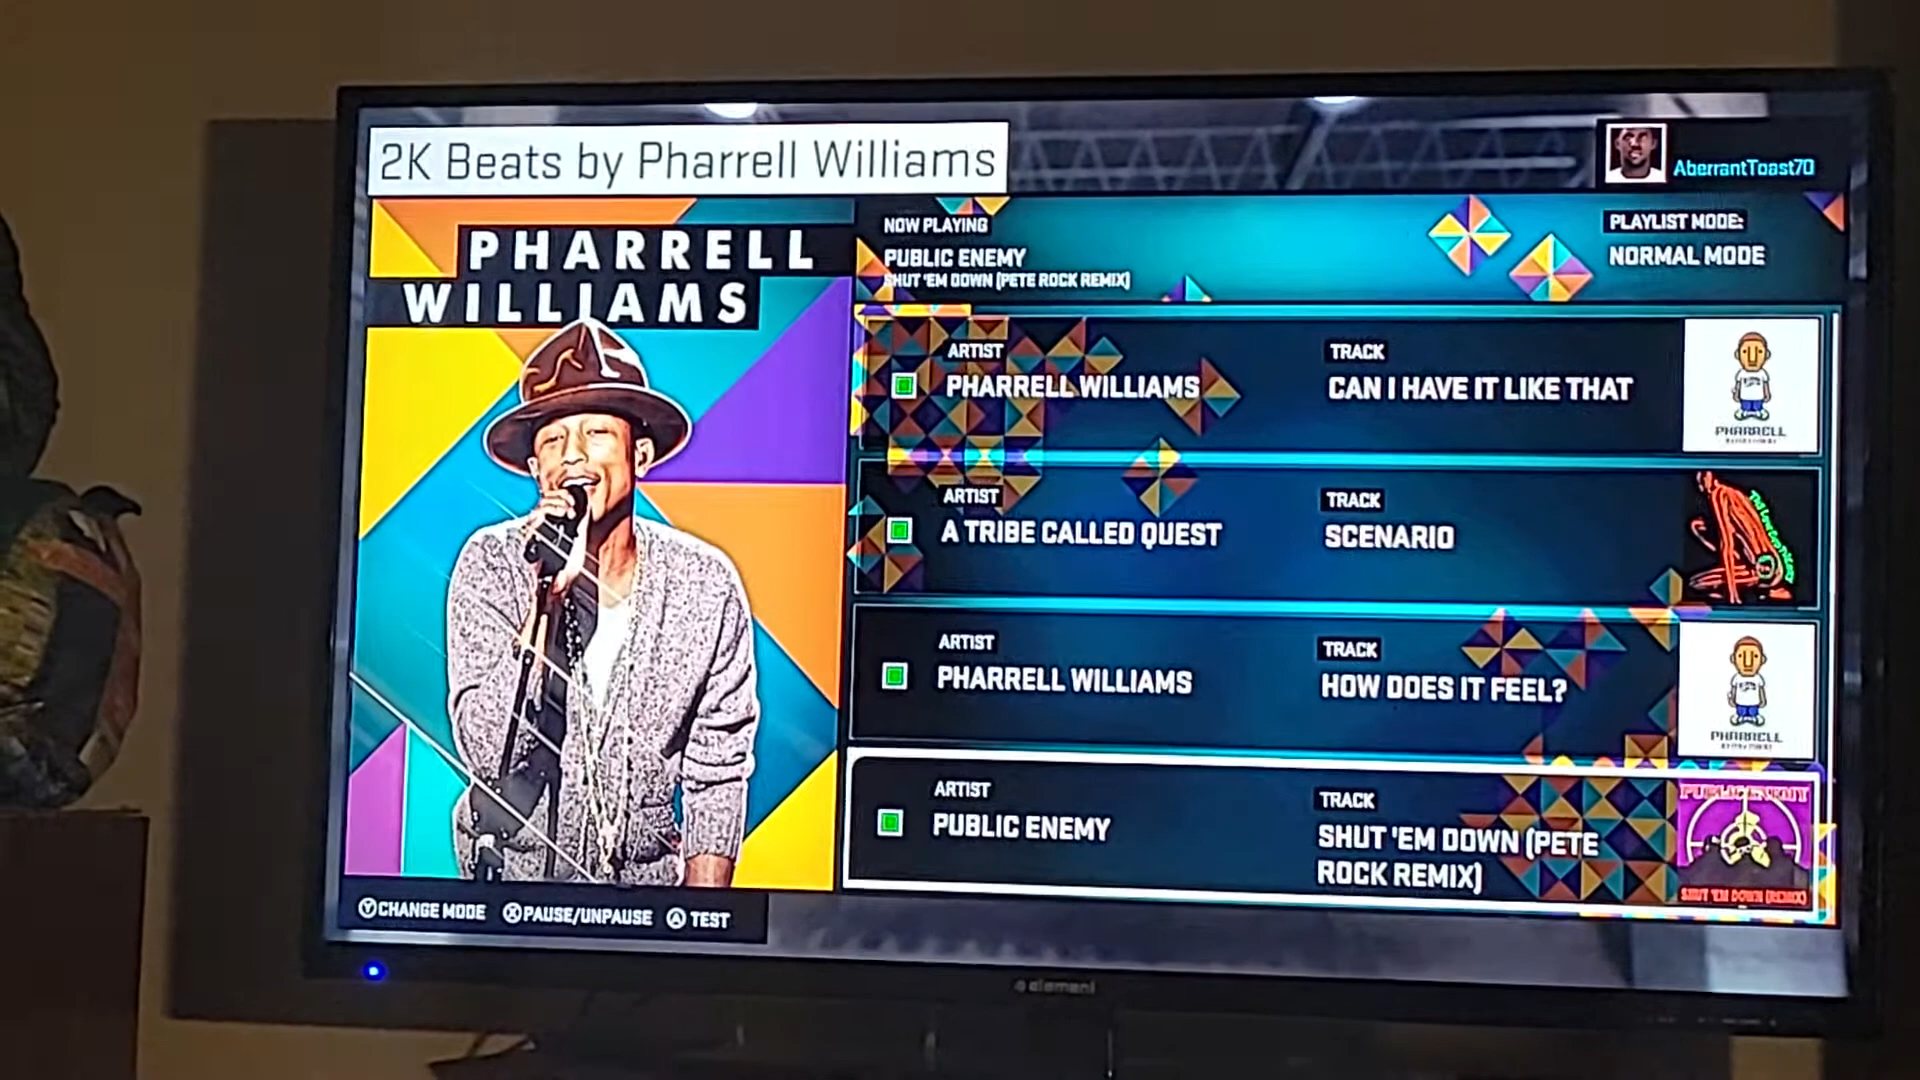 2K Beats by Pharrell Williams
AberrantToast70
PHARRELL
WILLIAMS
NOW PLAYING
PUBLIC ENEMY
SHUT 'EM DOWN (PETE ROCK REMIX)
PLAYLIST MODE:
NORMAL MODE
ARTIST
PHARRELL WILLIAMS
TRACK
CAN I HAVE IT LIKE THAT
PHARRELL
ARTIST
A TRIBE CALLED QUEST
TRACK
SCENARIO
ARTIST
PHARRELL WILLIAMS
TRACK
HOW DOES IT FEEL?
PHARRELL
ARTIST
PUBLIC ENEMY
TRACK
SHUT 'EM DOWN (PETE
ROCK REMIX)
PUBLIC ENEMY
SHUT 'EM DOWN (REMIX)
Y CHANGE MODE X PAUSE/UNPAUSE A TEST
element